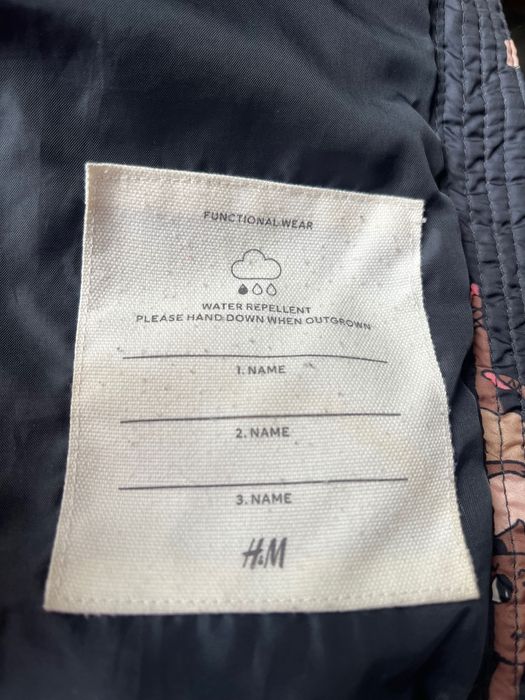 FUNCTIONAL WEAR
WATER REPELLENT
PLEASE HAND DOWN WHEN OUTGROWN
1. NAME
2. NAME
3. NAME
H&M